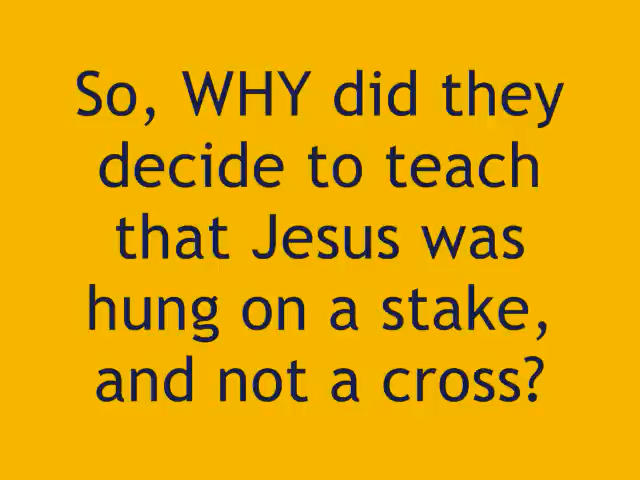 So, WHY did they
decide to teach
that Jesus was
hung on a stake,
and not a cross?